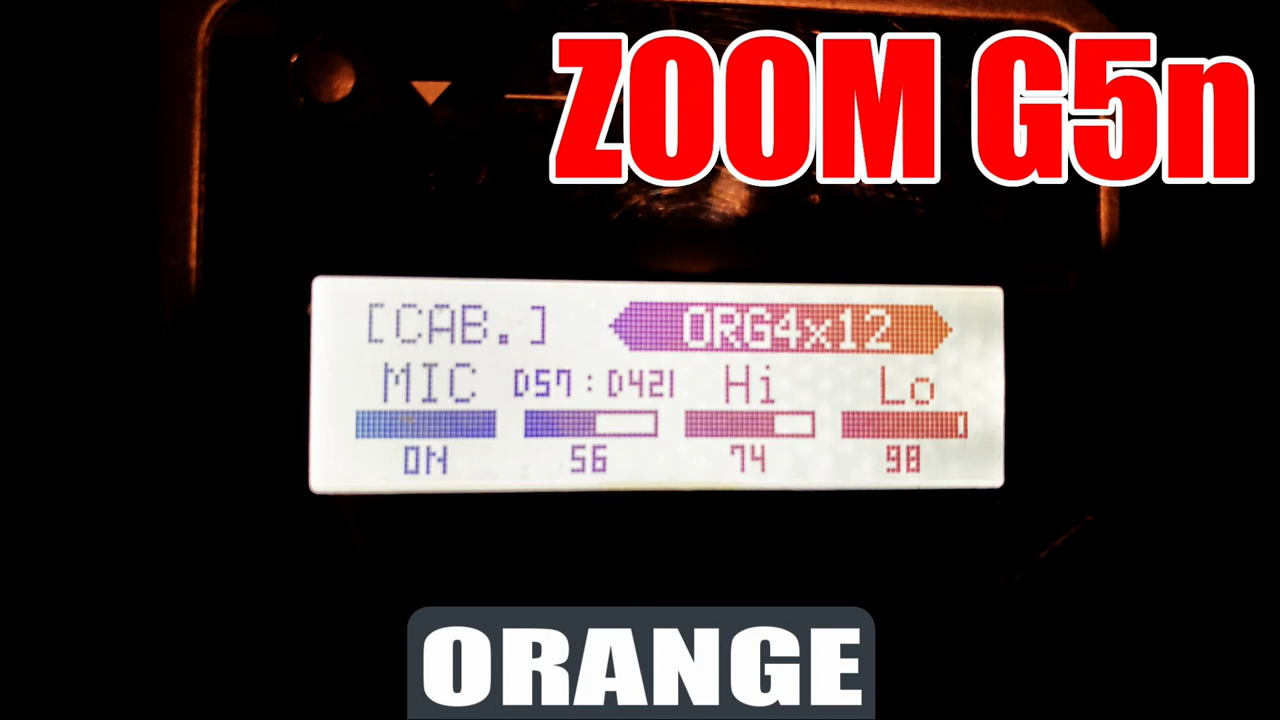 ZOOM G5n
[CAB.] ORG4x12
MIC D57:D421 Hi Lo
ON 56 74 98
ORANGE